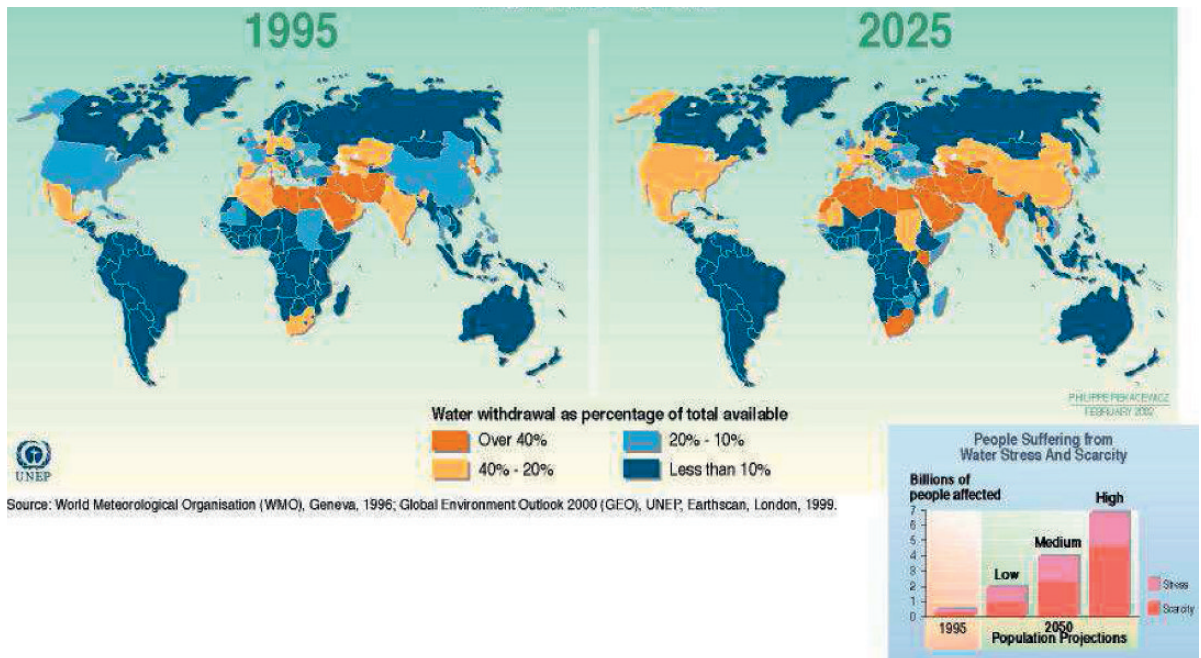 1995
2025
PHILIPPE REKACEWICZ
FEBRUARY 2002
Water withdrawal as percentage of total available
Over 40%
20% - 10%
40% - 20%
Less than 10%
UNEP
Source: World Meteorological Organisation (WMO), Geneva, 1996; Global Environment Outlook 2000 (GEO), UNEP, Earthscan, London, 1999.
People Suffering from
Water Stress And Scarcity
Billions of
people affected
High
7
6
5
Medium
4
3
Low
2
1
0
Stress
Scarcity
1995
2050
Population Projections